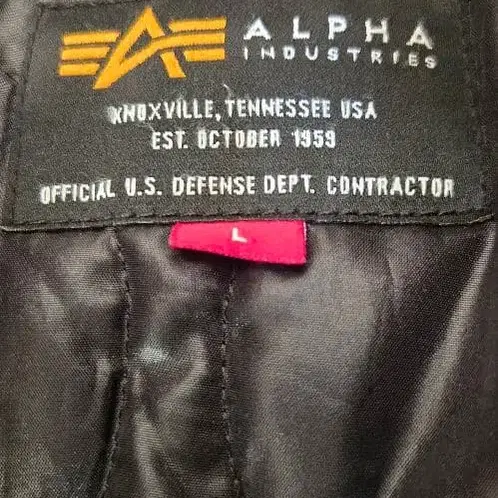 ALPHA
INDUSTRIES
KNOXVILLE, TENNESSEE USA
EST. OCTOBER 1959
OFFICIAL U.S. DEFENSE DEPT. CONTRACTOR
L